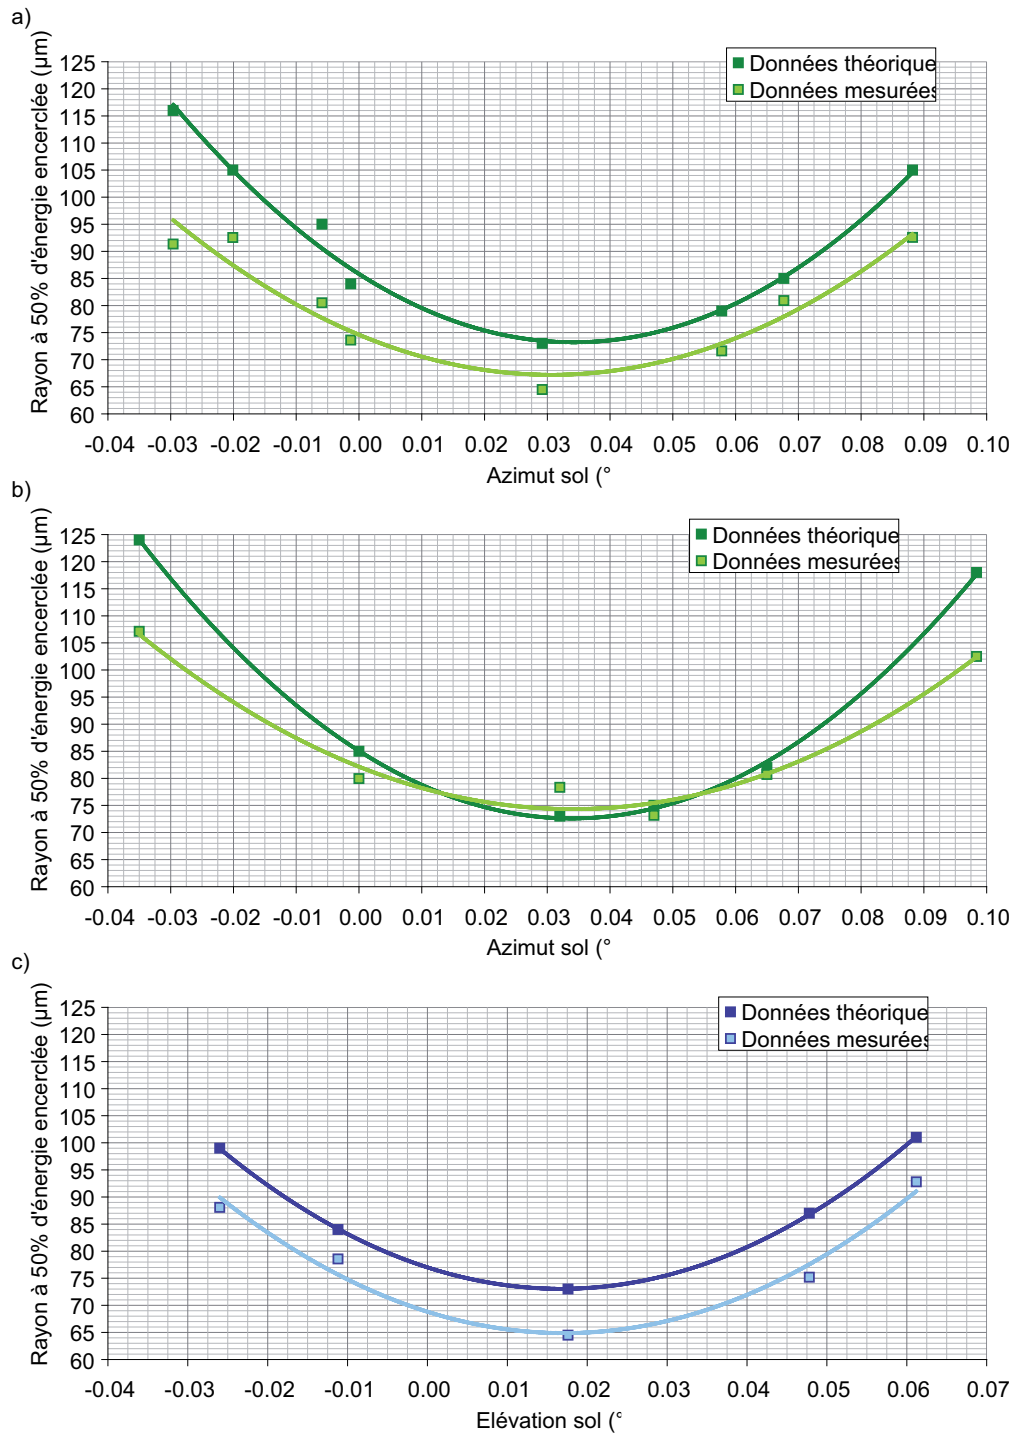 a)
Rayon à 50% d'énergie encerclée (µm)
125
120
115
110
105
100
95
90
85
80
75
70
65
60
Données théorique
Données mesurées
-0.04 -0.03 -0.02 -0.01 0.00 0.01 0.02 0.03 0.04 0.05 0.06 0.07 0.08 0.09 0.10
Azimut sol (°
b)
Rayon à 50% d'énergie encerclée (µm)
125
120
115
110
105
100
95
90
85
80
75
70
65
60
Données théorique
Données mesurées
-0.04 -0.03 -0.02 -0.01 0.00 0.01 0.02 0.03 0.04 0.05 0.06 0.07 0.08 0.09 0.10
Azimut sol (°
c)
Rayon à 50% d'énergie encerclée (µm)
125
120
115
110
105
100
95
90
85
80
75
70
65
60
Données théorique
Données mesurées
-0.04 -0.03 -0.02 -0.01 0.00 0.01 0.02 0.03 0.04 0.05 0.06 0.07
Elévation sol (°